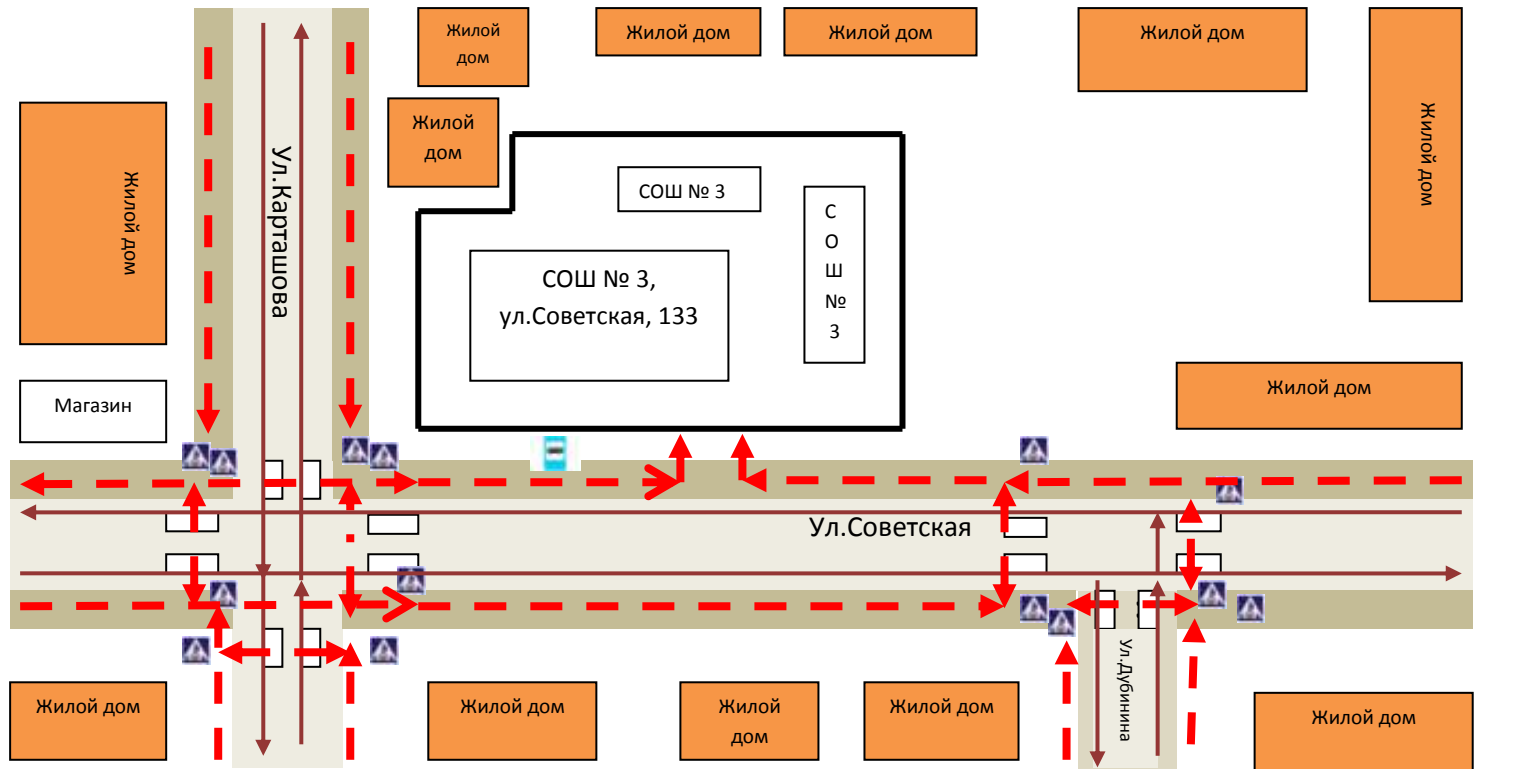 Жилой
дом
Жилой дом
Жилой дом
Жилой дом
Жилой дом
Жилой
дом
Жилой дом
Ул.Карташова
СОШ № 3
С
О
Ш
№
3
СОШ № 3,
ул.Советская, 133
Магазин
Жилой дом
Ул.Советская
Ул.Дубинина
Жилой дом
Жилой дом
Жилой
дом
Жилой дом
Жилой дом